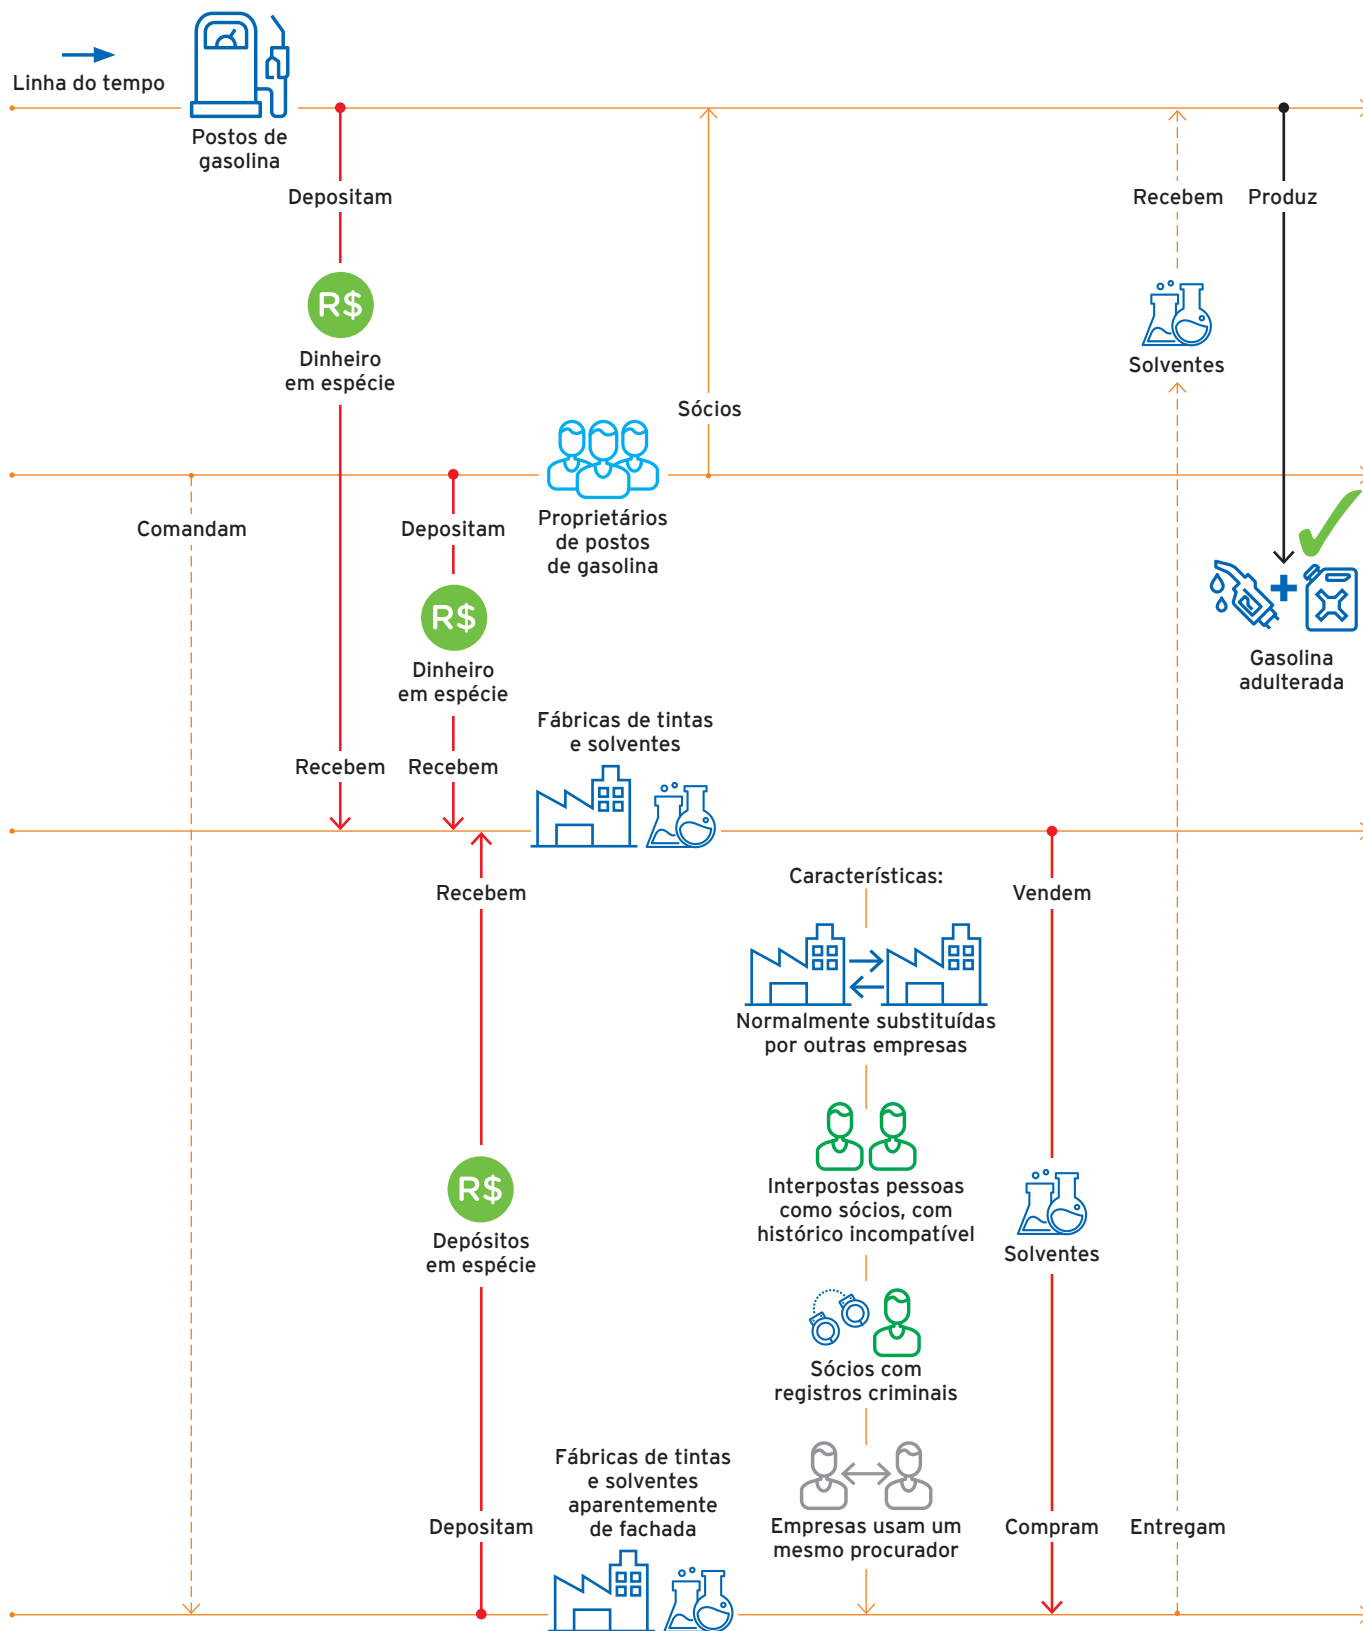 Linha do tempo
Postos de
gasolina
Depositam
Recebem
Produz
R$
Dinheiro
em espécie
Solventes
Sócios
Comandam
Depositam
Proprietários
de postos
de gasolina
R$
Dinheiro
em espécie
Gasolina
adulterada
Fábricas de tintas
e solventes
Recebem
Recebem
Recebem
Características:
Vendem
Normalmente substituídas
por outras empresas
R$
Depósitos
em espécie
Interpostas pessoas
como sócios, com
histórico incompatível
Solventes
Sócios com
registros criminais
Fábricas de tintas
e solventes
aparentemente
de fachada
Depositam
Empresas usam um
mesmo procurador
Compram
Entregam